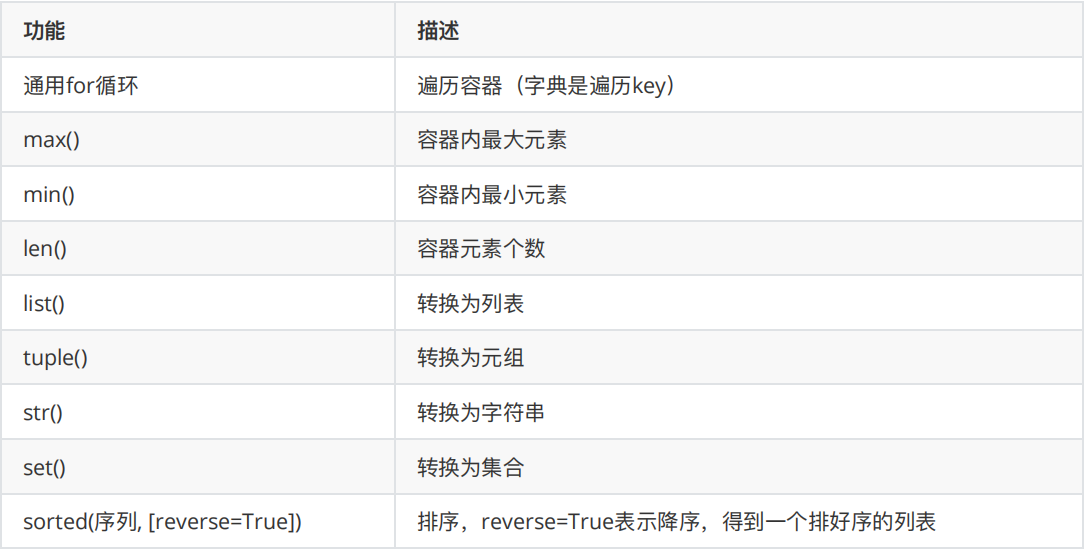 功能 描述
通用for循环 遍历容器（字典是遍历key）
max() 容器内最大元素
min() 容器内最小元素
len() 容器元素个数
list() 转换为列表
tuple() 转换为元组
str() 转换为字符串
set() 转换为集合
sorted(序列, [reverse=True]) 排序，reverse=True表示降序，得到一个排好序的列表